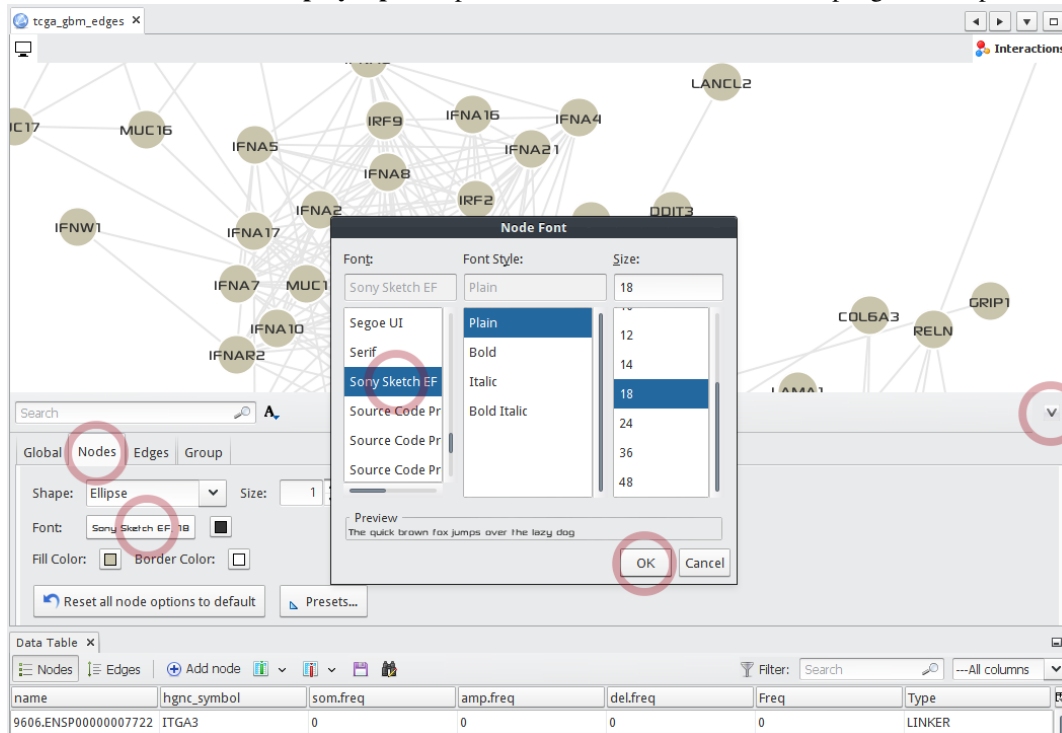 tcga_gbm_edges
Interactions
LANCL2
MUC16
IFNA5
IRF9
IFNA16
IFNA4
IFNA21
IFNA8
IRF2
IFNA2
DDIT3
IFNW1
IFNA17
Node Font
Font:
Font Style:
Size:
Sony Sketch EF
Plain
18
IFNA7
MUC1
GRIP1
Segoe UI
Plain
12
COL6A3
RELN
IFNA10
Serif
Bold
14
IFNAR2
Sony Sketch EF
Italic
18
LAMA1
Source Code Pr
Bold Italic
24
Search
A
Source Code Pr
36
Global Nodes Edges Group
Source Code Pr
48
Shape: Ellipse Size: 1
Preview
Font: Sony Sketch EF, 18
The quick brown fox jumps over the lazy dog
Fill Color: Border Color:
OK Cancel
Reset all node options to default Presets...
Data Table
Nodes Edges Add node Filter: Search ---All columns
name hgnc_symbol som.freq amp.freq del.freq Freq Type
9606.ENSP00000007722 ITGA3 0 0 0 0 LINKER